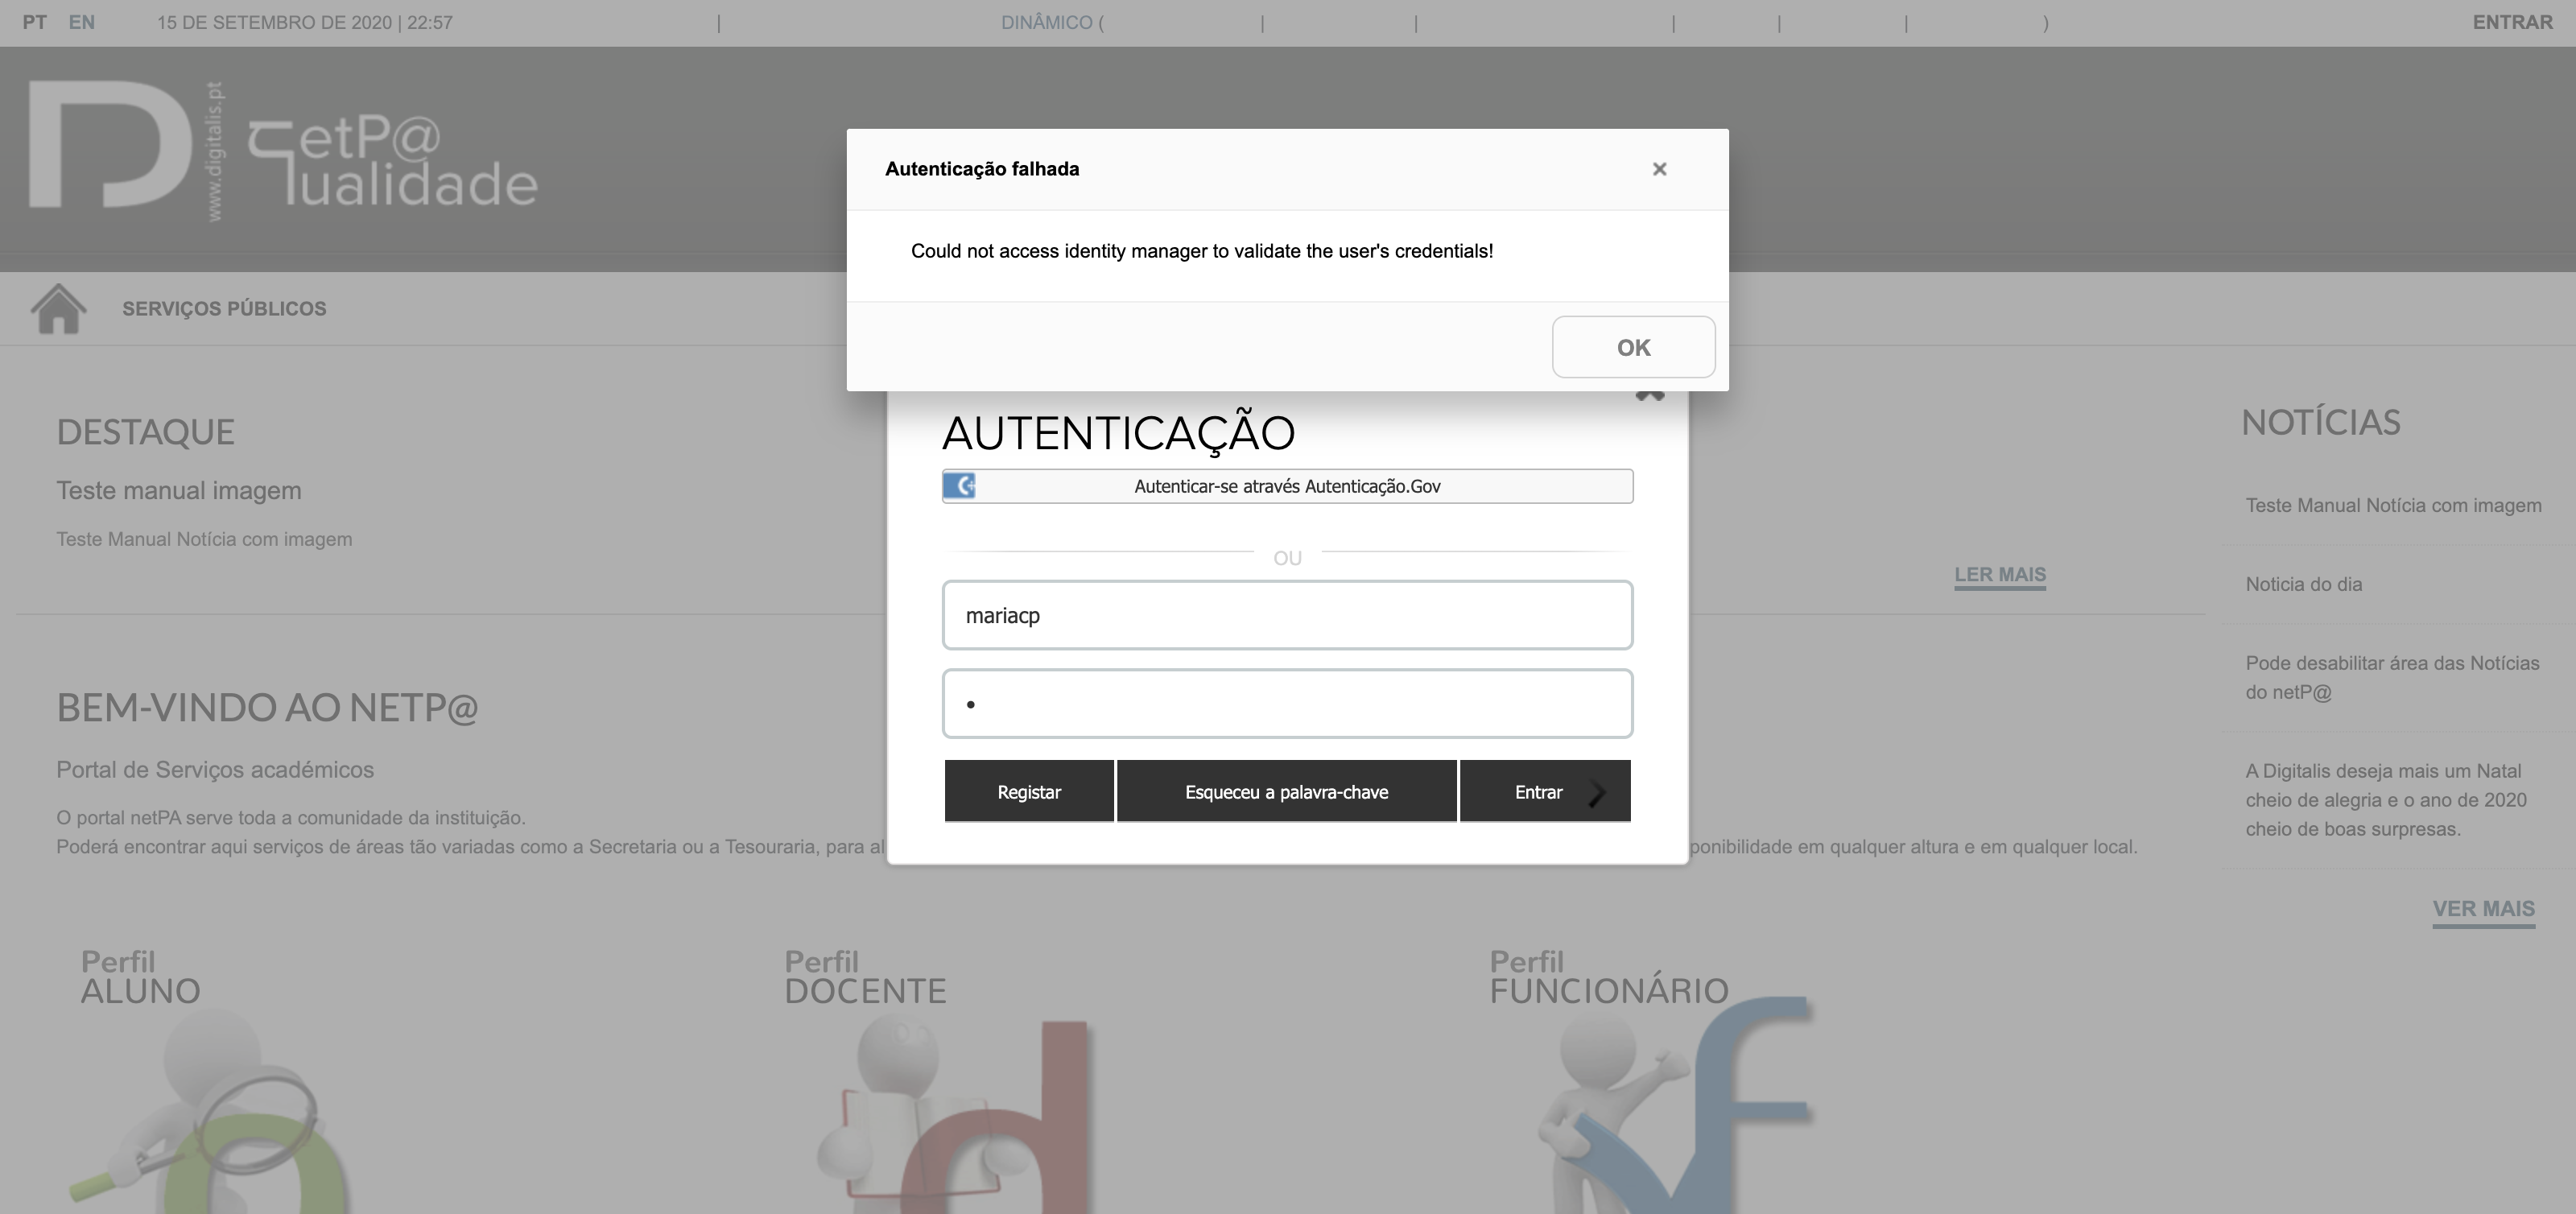 PT EN 15 DE SETEMBRO DE 2020 | 22:57 | DINÂMICO ( | | | | | ) ENTRAR
www.digitalis.pt
netP@
qualidade
Autenticação falhada
Could not access identity manager to validate the user's credentials!
OK
SERVIÇOS PÚBLICOS
DESTAQUE
Teste manual imagem
Teste Manual Notícia com imagem
LER MAIS
AUTENTICAÇÃO
Autenticar-se através Autenticação.Gov
OU
mariacp
•
Registar Esqueceu a palavra-chave Entrar
BEM-VINDO AO NETP@
Portal de Serviços académicos
O portal netPA serve toda a comunidade da instituição.
Poderá encontrar aqui serviços de áreas tão variadas como a Secretaria ou a Tesouraria, para al ponibilidade em qualquer altura e em qualquer local.
NOTÍCIAS
Teste Manual Notícia com imagem
Noticia do dia
Pode desabilitar área das Notícias
do netP@
A Digitalis deseja mais um Natal
cheio de alegria e o ano de 2020
cheio de boas surpresas.
VER MAIS
Perfil
ALUNO
Perfil
DOCENTE
Perfil
FUNCIONÁRIO